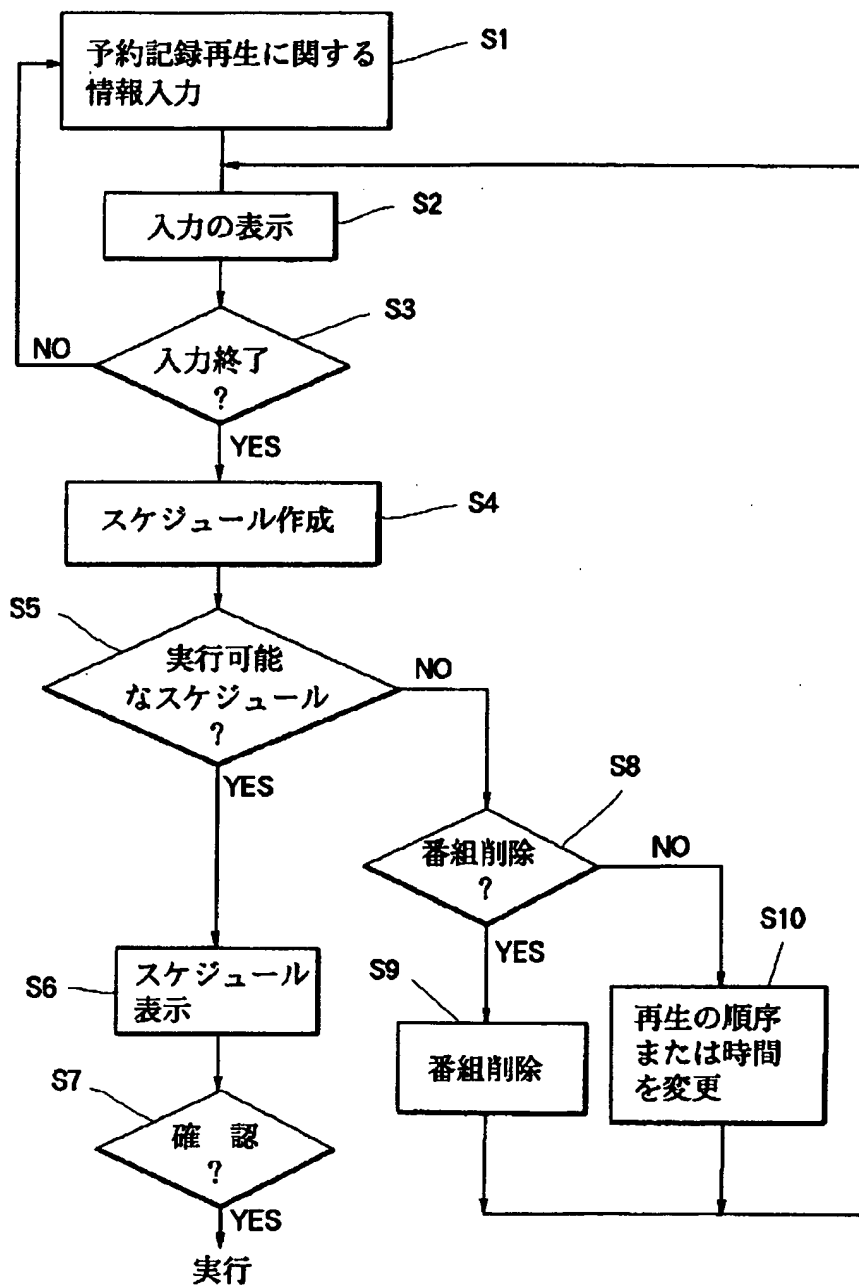 予約記録再生に関する
情報入力
S1
入力の表示
S2
入力終了
?
S3
NO
YES
スケジュール作成
S4
S5
実行可能
なスケジュール
?
NO
YES
S8
番組削除
?
NO
YES
S6
スケジュール
表示
S9
番組削除
S10
再生の順序
または時間
を変更
S7
確 認
?
YES
実行